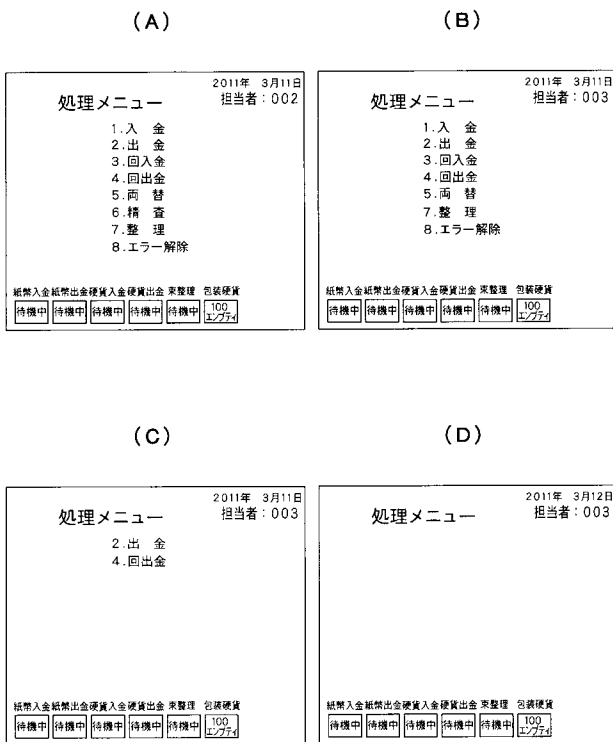 (A)
2011年 3月11日
処理メニュー 担当者：002
1.入 金
2.出 金
3.回入金
4.回出金
5.両 替
6.精 査
7.整 理
8.エラー解除
紙幣入金 紙幣出金 硬貨入金 硬貨出金 束整理 包装硬貨
待機中 待機中 待機中 待機中 待機中 100
エンプティ
(B)
2011年 3月11日
処理メニュー 担当者：003
1.入 金
2.出 金
3.回入金
4.回出金
5.両 替
7.整 理
8.エラー解除
紙幣入金 紙幣出金 硬貨入金 硬貨出金 束整理 包装硬貨
待機中 待機中 待機中 待機中 待機中 100
エンプティ
(C)
2011年 3月11日
処理メニュー 担当者：003
2.出 金
4.回出金
紙幣入金 紙幣出金 硬貨入金 硬貨出金 束整理 包装硬貨
待機中 待機中 待機中 待機中 待機中 100
エンプティ
(D)
2011年 3月12日
処理メニュー 担当者：003
紙幣入金 紙幣出金 硬貨入金 硬貨出金 束整理 包装硬貨
待機中 待機中 待機中 待機中 待機中 100
エンプティ